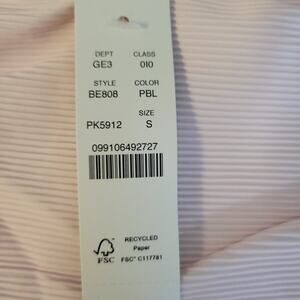 DEPT CLASS
GE3 010
STYLE COLOR
BE808 PBL
SIZE
PK5912 S
099106492727
RECYCLED
Paper
FSC FSC® C117781